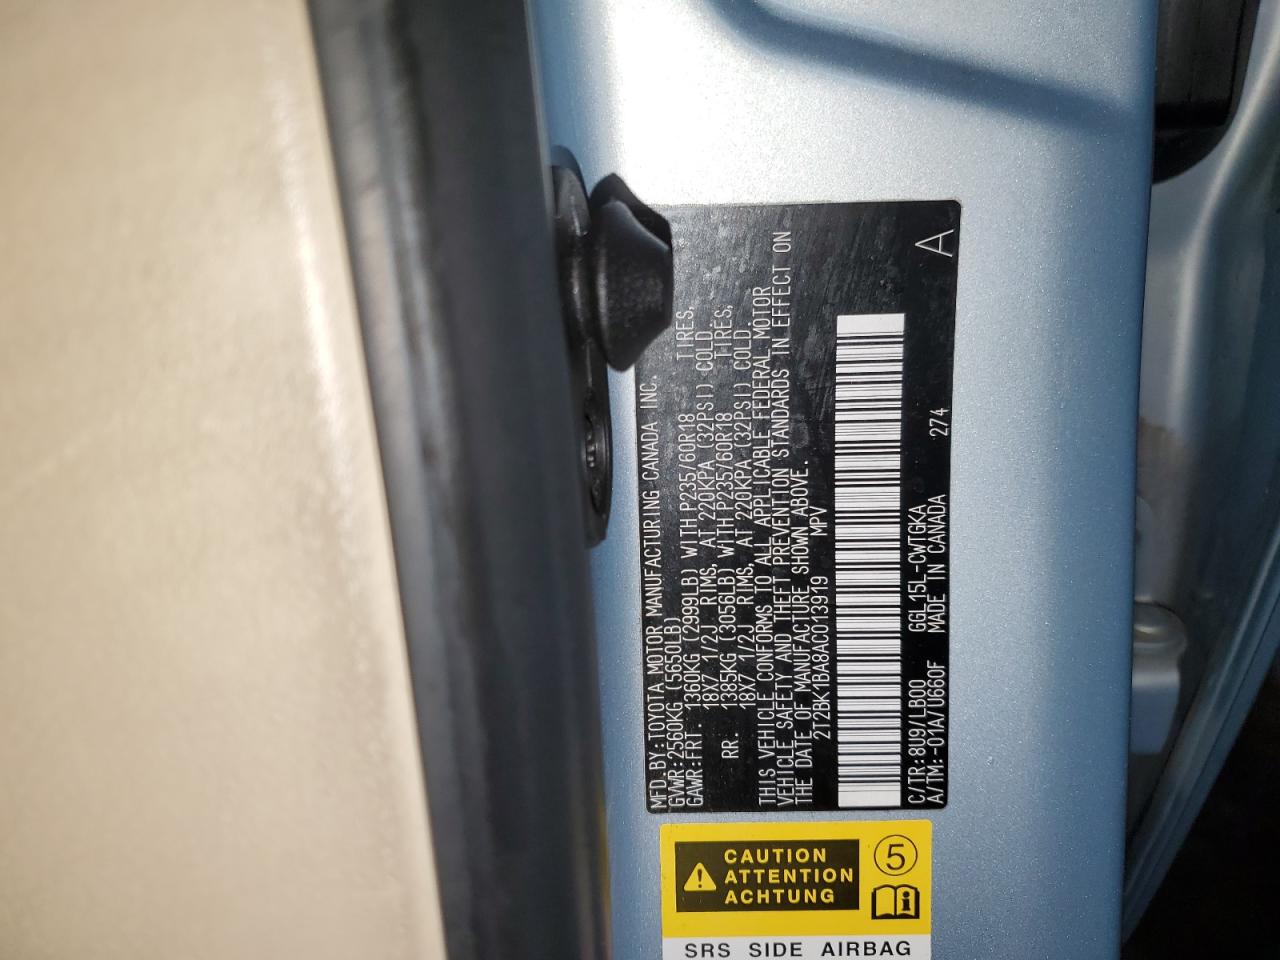 MFD.BY:TOYOTA MOTOR MANUFACTURING CANADA INC.
GVWR:2560KG (5650LB)
GAWR:FRT. 1360KG (2999LB) WITH P235/60R18 TIRES,
18X7 1/2J RIMS, AT 220KPA (32PSI) COLD.
RR. 1385KG (3056LB) WITH P235/60R18 TIRES,
18X7 1/2J RIMS, AT 220KPA (32PSI) COLD.
THIS VEHICLE CONFORMS TO ALL APPLICABLE FEDERAL MOTOR
VEHICLE SAFETY AND THEFT PREVENTION STANDARDS IN EFFECT ON
THE DATE OF MANUFACTURE SHOWN ABOVE.
2T2BK1BA8AC013919 MPV
C/TR:8U9/LB00 GGL15L-CWTGKA 274
A/TM:-01A/U660F MADE IN CANADA
A
CAUTION
ATTENTION
ACHTUNG
5
SRS SIDE AIRBAG